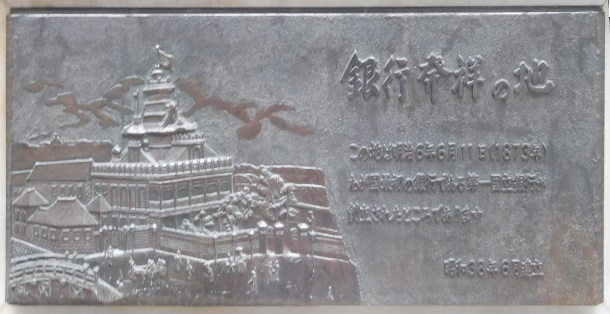 銀行発祥の地
この地は明治6年6月11日(1873年)
わが国最初の銀行である第一国立銀行が
創立されたところであります
昭和38年6月建立